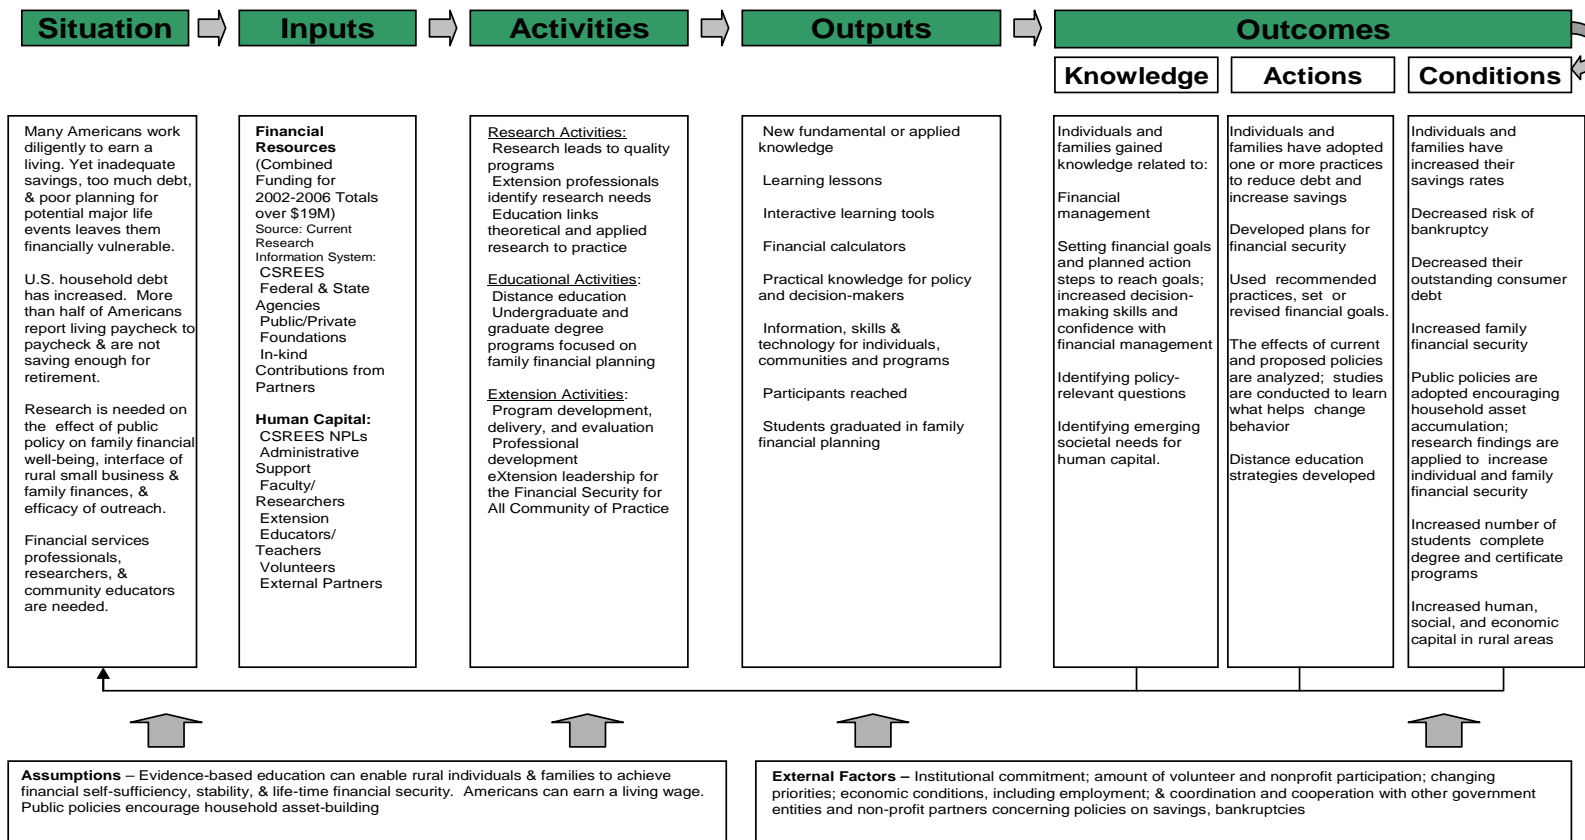 Situation
Inputs
Activities
Outputs
Outcomes
Knowledge
Actions
Conditions
Many Americans work
diligently to earn a
living. Yet inadequate
savings, too much debt,
& poor planning for
potential major life
events leaves them
financially vulnerable.
U.S. household debt
has increased. More
than half of Americans
report living paycheck to
paycheck & are not
saving enough for
retirement.
Research is needed on
the effect of public
policy on family financial
well-being, interface of
rural small business &
family finances, &
efficacy of outreach.
Financial services
professionals,
researchers, &
community educators
are needed.
Financial
Resources
(Combined
Funding for
2002-2006 Totals
over $19M)
Source: Current
Research
Information System:
CSREES
Federal & State
Agencies
Public/Private
Foundations
In-kind
Contributions from
Partners
Human Capital:
CSREES NPLs
Administrative
Support
Faculty/
Researchers
Extension
Educators/
Teachers
Volunteers
External Partners
Research Activities:
Research leads to quality
programs
Extension professionals
identify research needs
Education links
theoretical and applied
research to practice
Educational Activities:
Distance education
Undergraduate and
graduate degree
programs focused on
family financial planning
Extension Activities:
Program development,
delivery, and evaluation
Professional
development
eXtension leadership for
the Financial Security for
All Community of Practice
New fundamental or applied
knowledge
Learning lessons
Interactive learning tools
Financial calculators
Practical knowledge for policy
and decision-makers
Information, skills &
technology for individuals,
communities and programs
Participants reached
Students graduated in family
financial planning
Individuals and
families gained
knowledge related to:
Financial
management
Setting financial goals
and planned action
steps to reach goals;
increased decision-
making skills and
confidence with
financial management
Identifying policy-
relevant questions
Identifying emerging
societal needs for
human capital.
Individuals and
families have adopted
one or more practices
to reduce debt and
increase savings
Developed plans for
financial security
Used recommended
practices, set or
revised financial goals.
The effects of current
and proposed policies
are analyzed; studies
are conducted to learn
what helps change
behavior
Distance education
strategies developed
Individuals and
families have
increased their
savings rates
Decreased risk of
bankruptcy
Decreased their
outstanding consumer
debt
Increased family
financial security
Public policies are
adopted encouraging
household asset
accumulation;
research findings are
applied to increase
individual and family
financial security
Increased number of
students complete
degree and certificate
programs
Increased human,
social, and economic
capital in rural areas
Assumptions – Evidence-based education can enable rural individuals & families to achieve
financial self-sufficiency, stability, & life-time financial security. Americans can earn a living wage.
Public policies encourage household asset-building
External Factors – Institutional commitment; amount of volunteer and nonprofit participation; changing
priorities; economic conditions, including employment; & coordination and cooperation with other government
entities and non-profit partners concerning policies on savings, bankruptcies